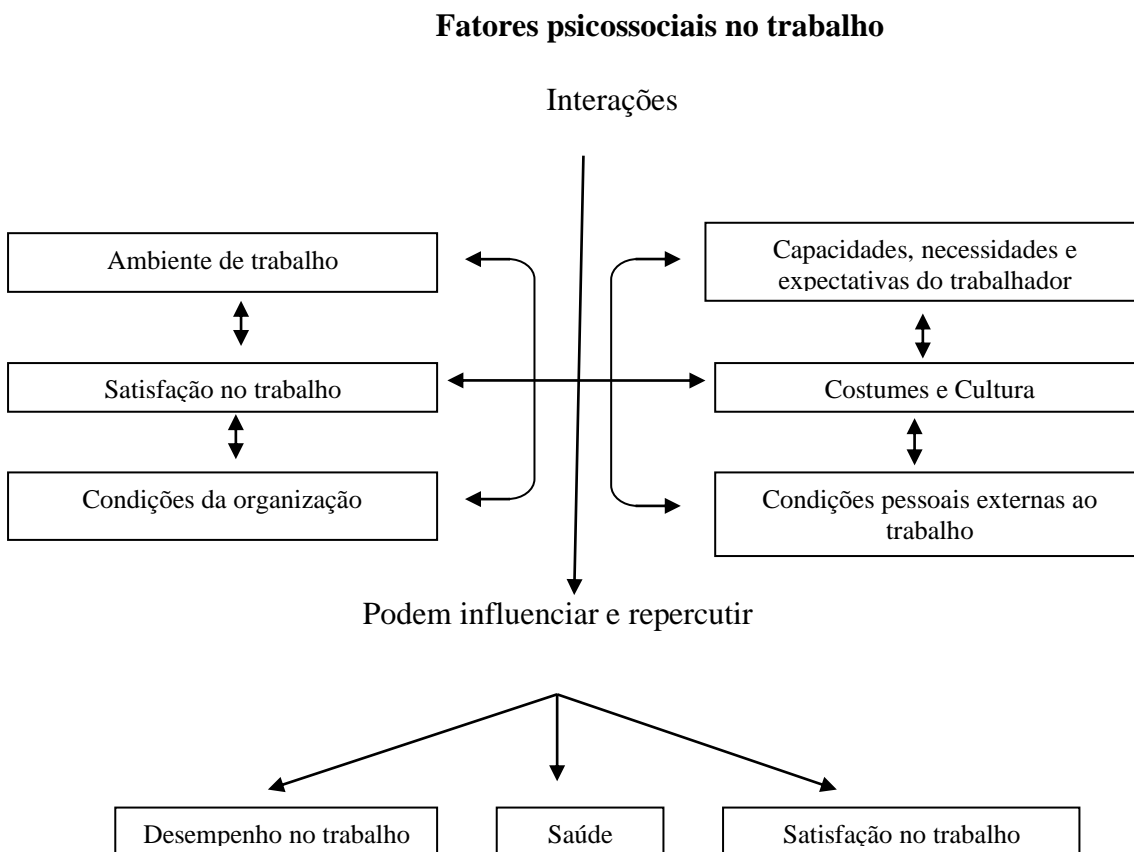 Fatores psicossociais no trabalho
Interações
Ambiente de trabalho
Capacidades, necessidades e
expectativas do trabalhador
Satisfação no trabalho
Costumes e Cultura
Condições da organização
Condições pessoais externas ao
trabalho
Podem influenciar e repercutir
Desempenho no trabalho
Saúde
Satisfação no trabalho